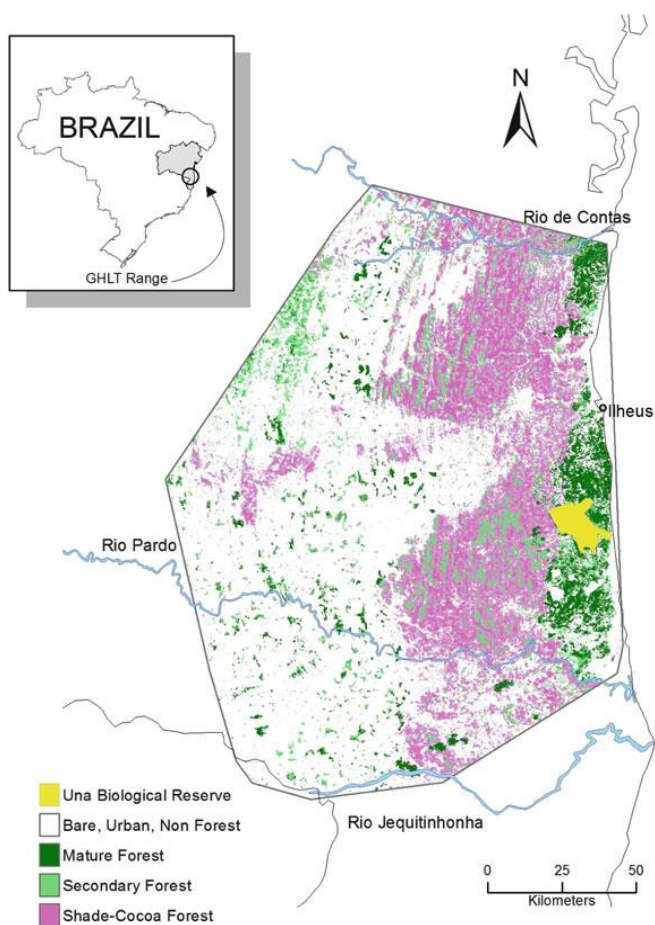 BRAZIL
GHLT Range
N
Rio de Contas
Ilheus
Rio Pardo
Rio Jequitinhonha
Una Biological Reserve
Bare, Urban, Non Forest
Mature Forest
Secondary Forest
Shade-Cocoa Forest
0 25 50
Kilometers